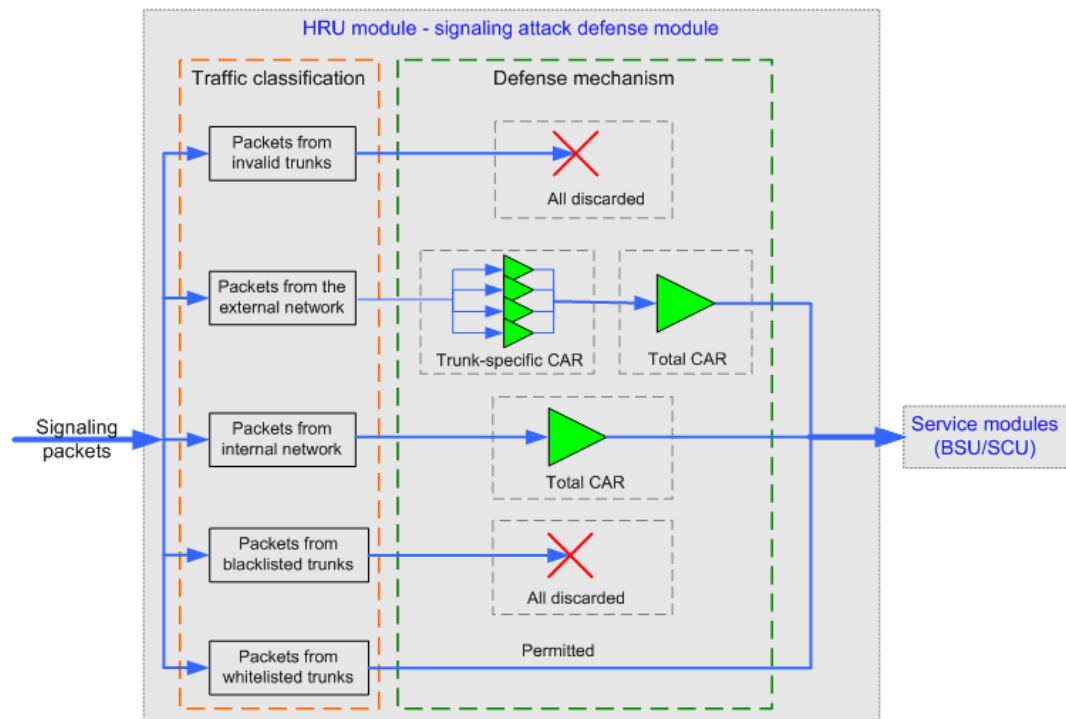 HRU module - signaling attack defense module
Traffic classification
Defense mechanism
Packets from
invalid trunks
All discarded
Packets from the
external network
Trunk-specific CAR
Total CAR
Signaling
packets
Packets from
internal network
Total CAR
Service modules
(BSU/SCU)
Packets from
blacklisted trunks
All discarded
Packets from
whitelisted trunks
Permitted